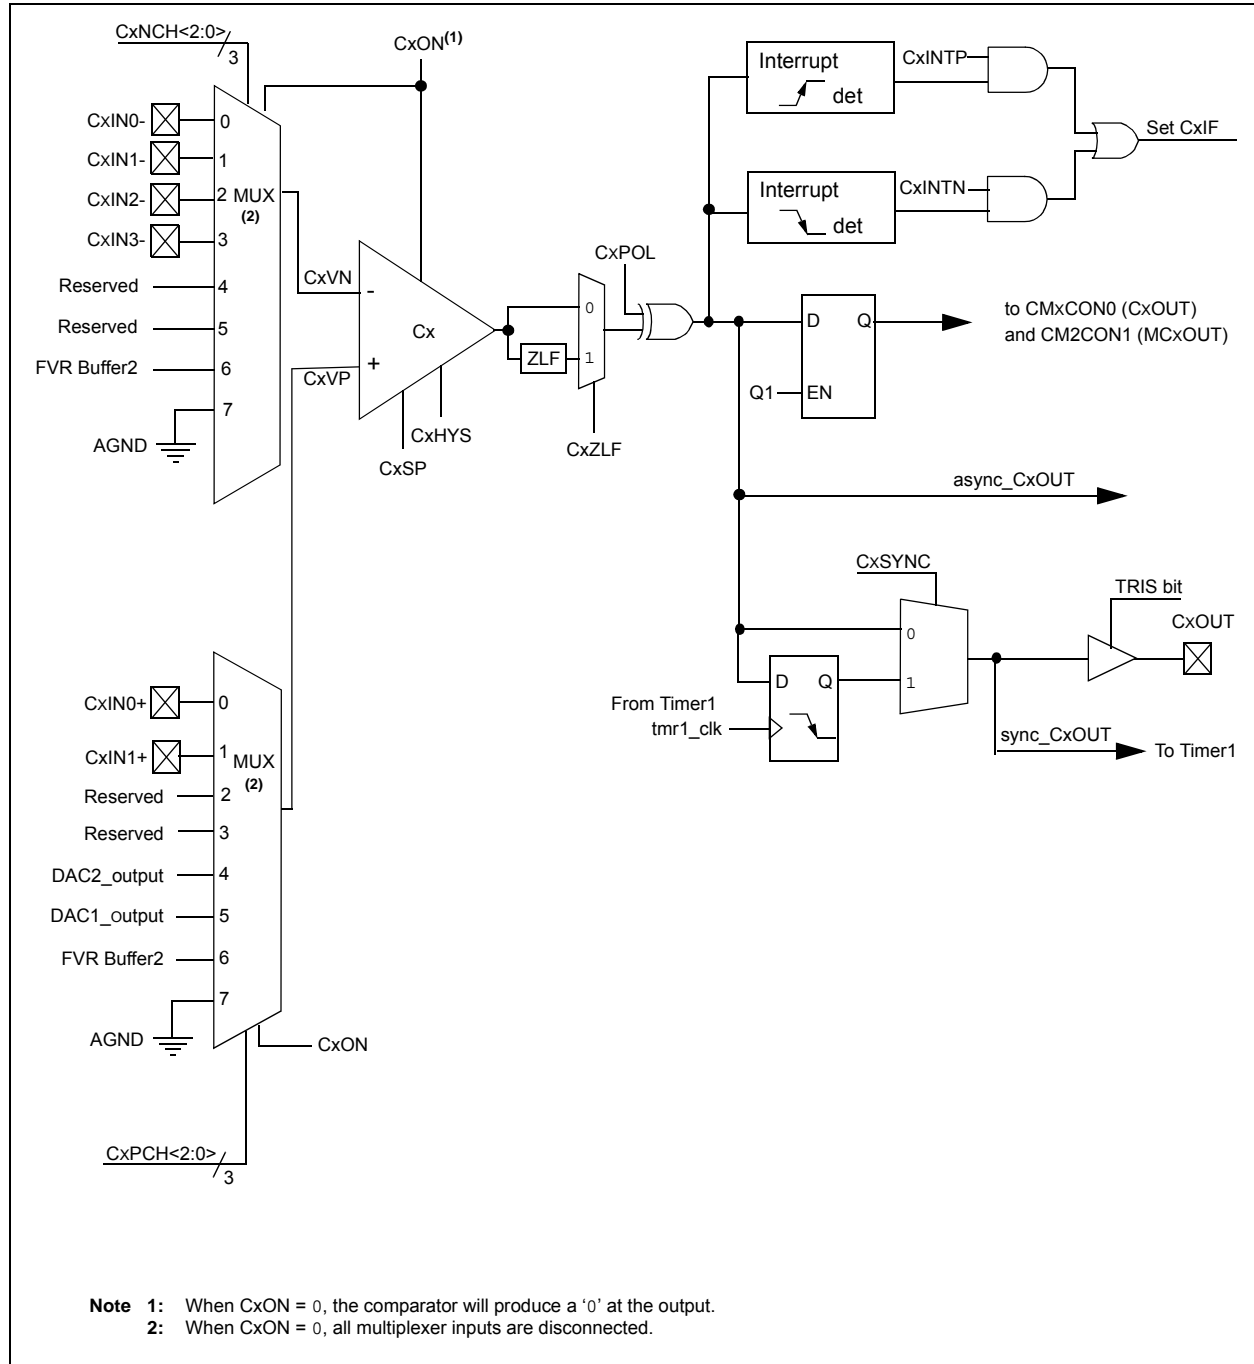 CxNCH<2:0>
3
CxON(1)
CxIN0-
0
CxIN1-
1
CxIN2-
2
MUX
(2)
CxIN3-
3
Reserved
4
Reserved
5
FVR Buffer2
6
7
AGND
CxVN
-
Cx
+
CxVP
CxHYS
CxSP
ZLF
0
1
CxZLF
CxPOL
Interrupt
det
CxINTP
Interrupt
det
CxINTN
Set CxIF
D
Q
Q1
EN
to CMxCON0 (CxOUT)
and CM2CON1 (MCxOUT)
async_CxOUT
CxSYNC
0
1
TRIS bit
CxOUT
D
Q
From Timer1
tmr1_clk
sync_CxOUT
To Timer1
CxIN0+
0
CxIN1+
1
MUX
(2)
Reserved
2
Reserved
3
DAC2_output
4
DAC1_output
5
FVR Buffer2
6
7
AGND
CxON
CxPCH<2:0>
3
Note 1: When CxON = 0, the comparator will produce a ‘0’ at the output.
2: When CxON = 0, all multiplexer inputs are disconnected.